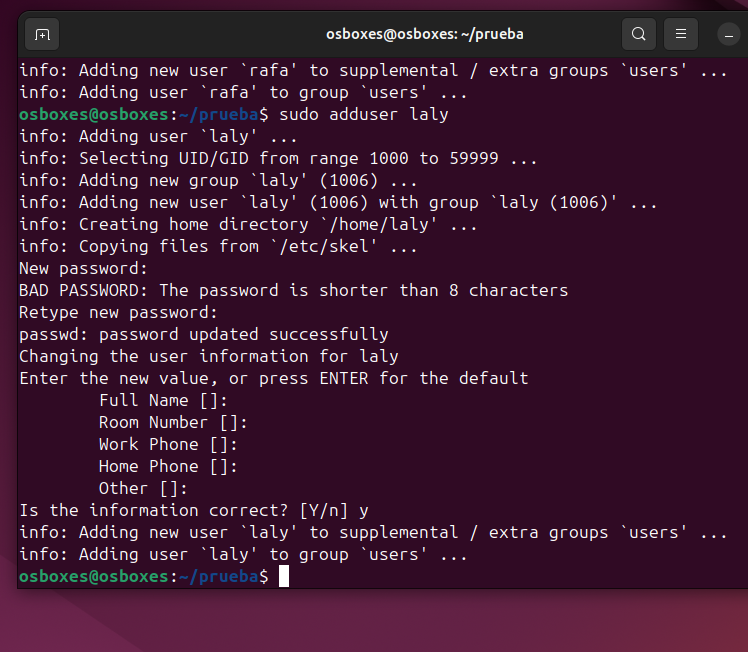 osboxes@osboxes: ~/prueba
info: Adding new user `rafa' to supplemental / extra groups `users' ...
info: Adding user `rafa' to group `users' ...
osboxes@osboxes:~/prueba$ sudo adduser laly
info: Adding user `laly' ...
info: Selecting UID/GID from range 1000 to 59999 ...
info: Adding new group `laly' (1006) ...
info: Adding new user `laly' (1006) with group `laly (1006)' ...
info: Creating home directory `/home/laly' ...
info: Copying files from `/etc/skel' ...
New password:
BAD PASSWORD: The password is shorter than 8 characters
Retype new password:
passwd: password updated successfully
Changing the user information for laly
Enter the new value, or press ENTER for the default
        Full Name []:
        Room Number []:
        Work Phone []:
        Home Phone []:
        Other []:
Is the information correct? [Y/n] y
info: Adding new user `laly' to supplemental / extra groups `users' ...
info: Adding user `laly' to group `users' ...
osboxes@osboxes:~/prueba$